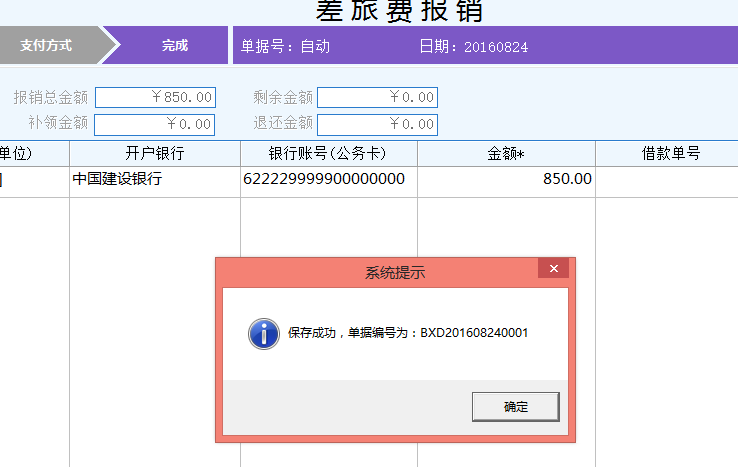 差旅费报销
支付方式 完成 单据号：自动 日期：20160824
报销总金额 ￥850.00 剩余金额 ￥0.00
补领金额 ￥0.00 退还金额 ￥0.00
单位) 开户银行 银行账号(公务卡) 金额* 借款单号
中国建设银行 622229999900000000 850.00
系统提示
保存成功，单据编号为：BXD201608240001
确定